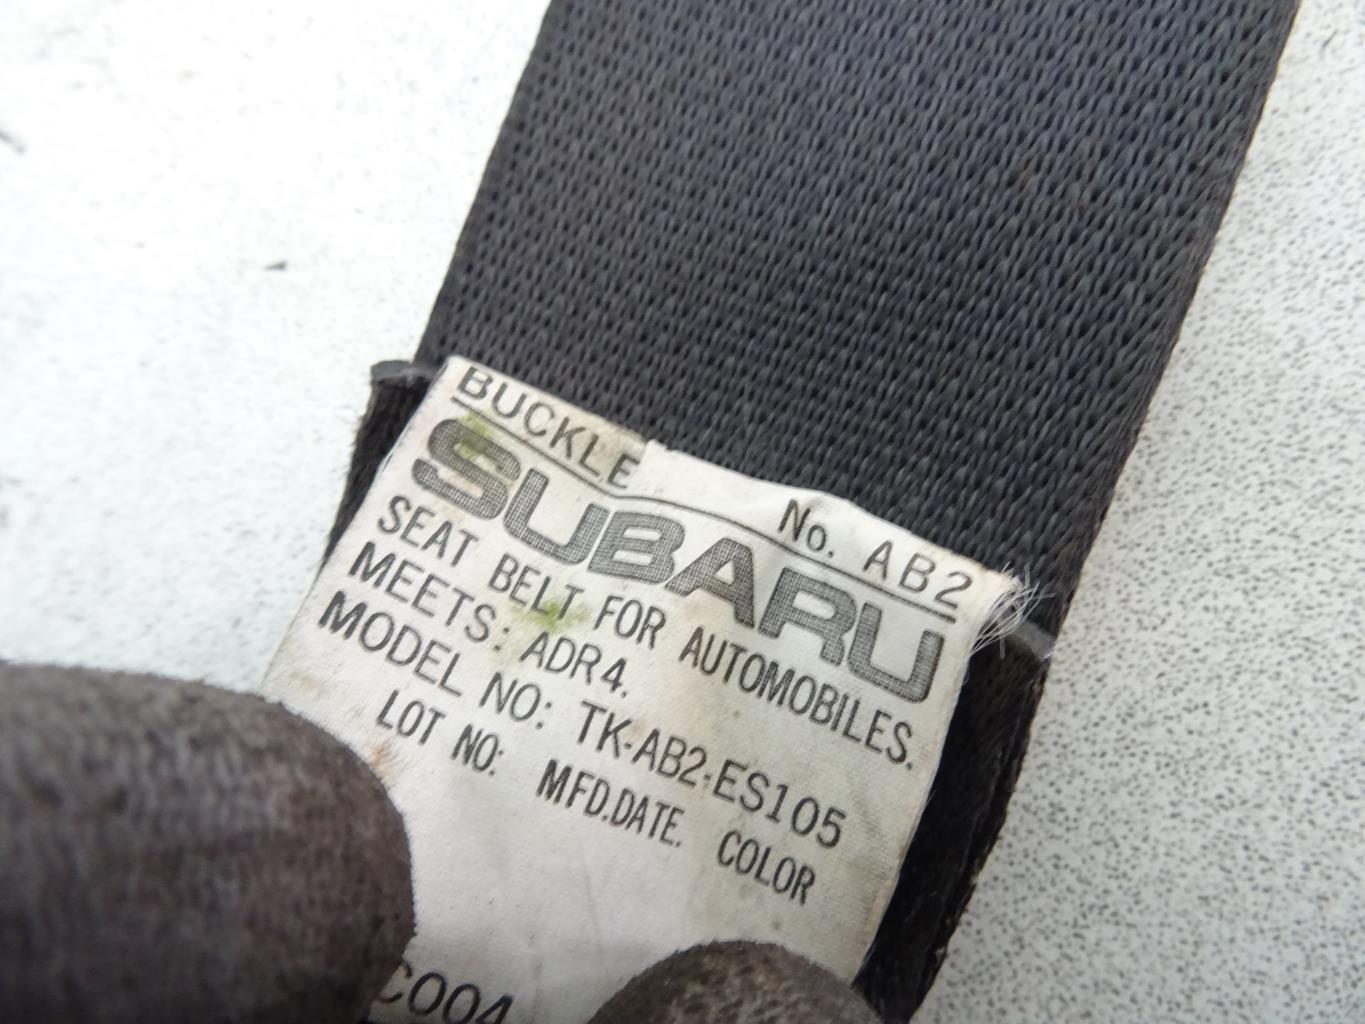 BUCKLE No. AB2
SUBARU
SEAT BELT FOR AUTOMOBILES.
MEETS: ADR4.
MODEL NO: TK-AB2-ES105
LOT NO: MFD.DATE. COLOR
C004